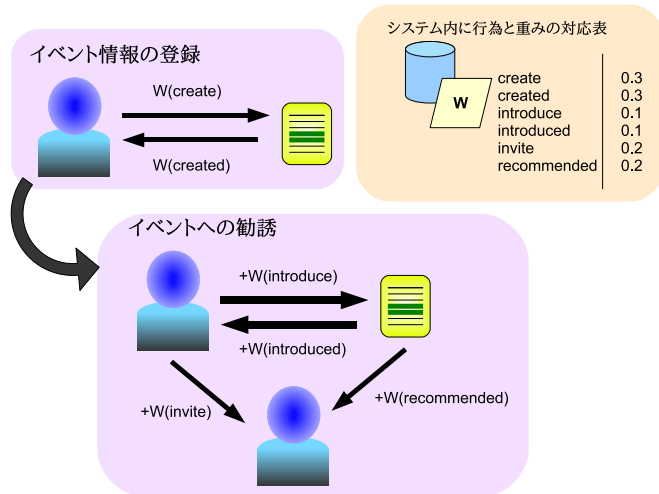 イベント情報の登録
W(create)
W(created)
システム内に行為と重みの対応表
W
create 0.3
created 0.3
introduce 0.1
introduced 0.1
invite 0.2
recommended 0.2
イベントへの勧誘
+W(introduce)
+W(introduced)
+W(invite)
+W(recommended)